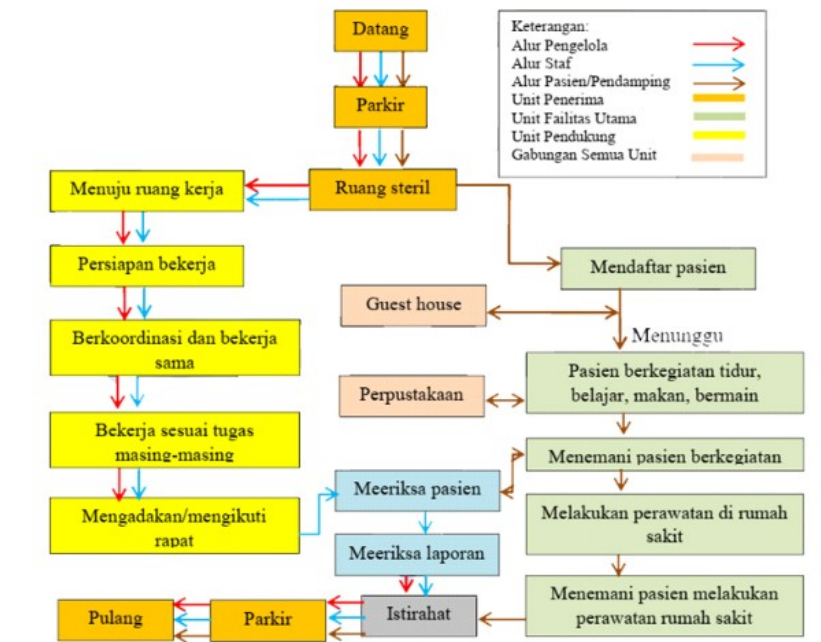 Datang
Parkir
Ruang steril
Keterangan:
Alur Pengelola
Alur Staf
Alur Pasien/Pendamping
Unit Penerima
Unit Failitas Utama
Unit Pendukung
Gabungan Semua Unit
Menuju ruang kerja
Persiapan bekerja
Berkoordinasi dan bekerja
sama
Bekerja sesuai tugas
masing-masing
Mengadakan/mengikuti
rapat
Mendaftar pasien
Guest house
Menunggu
Pasien berkegiatan tidur,
belajar, makan, bermain
Perpustakaan
Menemani pasien berkegiatan
Meeriksa pasien
Melakukan perawatan di rumah
sakit
Meeriksa laporan
Menemani pasien melakukan
perawatan rumah sakit
Istirahat
Parkir
Pulang